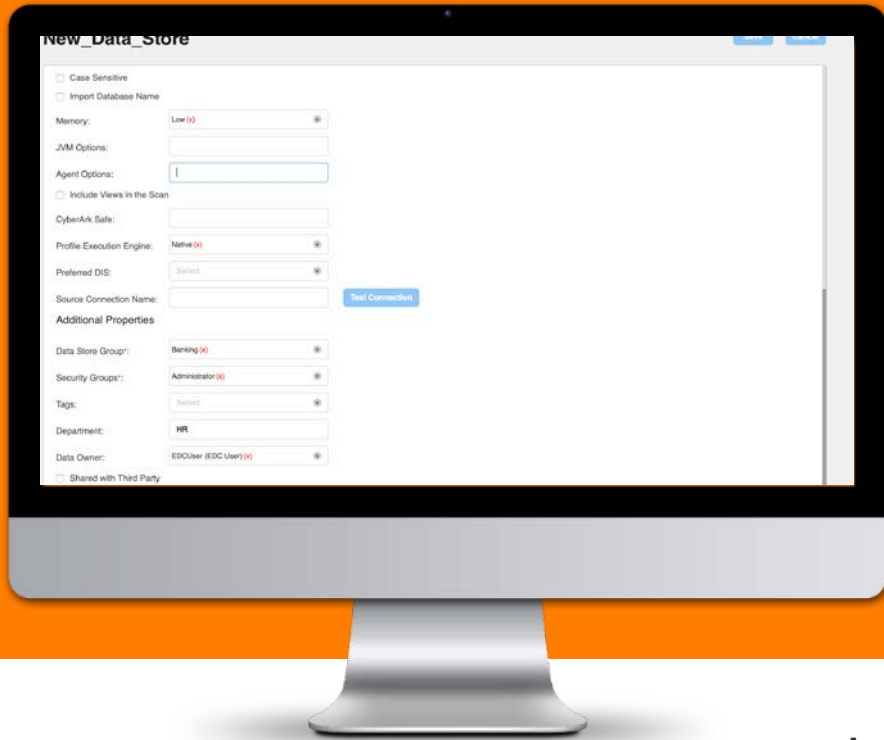 New_Data_Store
Save Cancel
Case Sensitive
Import Database Name
Memory: Low (x)
JVM Options:
Agent Options:
Include Views in the Scan
CyberArk Safe:
Profile Execution Engine: Native (x)
Preferred DIS: Select
Source Connection Name: Test Connection
Additional Properties
Data Store Group*: Banking (x)
Security Groups*: Administrator (x)
Tags: Select
Department: HR
Data Owner: EDCUser (EDC User) (x)
Shared with Third Party